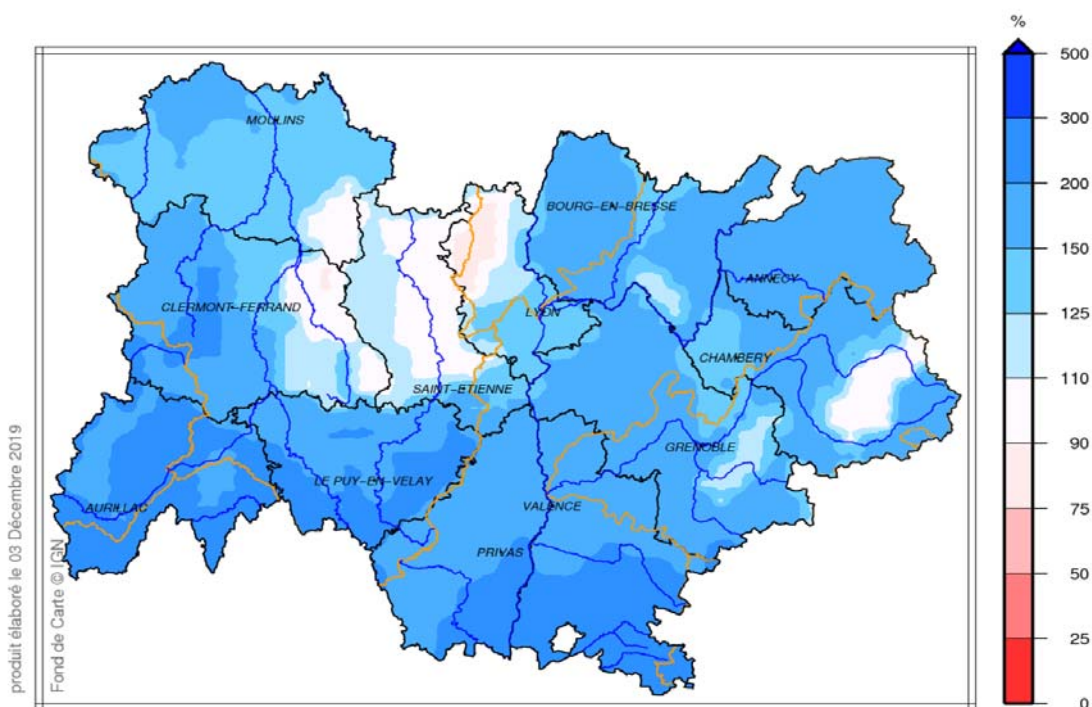 %
500
300
200
150
125
110
100
90
75
50
25
0
MOULINS
BOURG-EN-BRESSE
ANNECY
CLERMONT-FERRAND
LYON
CHAMBERY
SAINT-ETIENNE
GRENOBLE
LE PUY-EN-VELAY
AURILLAC
VALENCE
PRIVAS
produit élaboré le 03 Décembre 2019
Fond de Carte © IGN